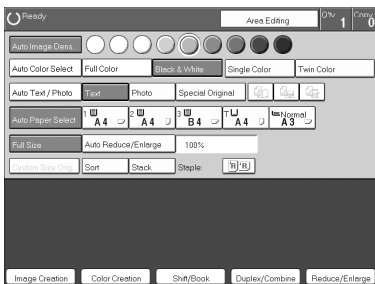 Ready Area Editing Q'ty 1 Copy 0
Auto Image Dens.
Auto Color Select Full Color Black & White Single Color Twin Color
Auto Text / Photo Text Photo Special Original
Auto Paper Select 1 A4 2 A4 3 B4 T A4 Normal A3
Full Size Auto Reduce/Enlarge 100%
Custom Size Orig. Sort Stack Staple:
Image Creation Color Creation Shift/Book Duplex/Combine Reduce/Enlarge